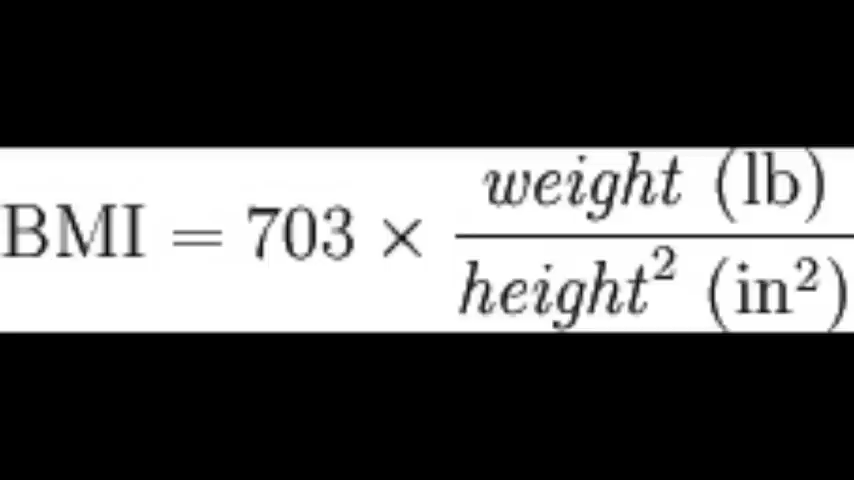 BMI = 703 × weight (lb) / height² (in²)